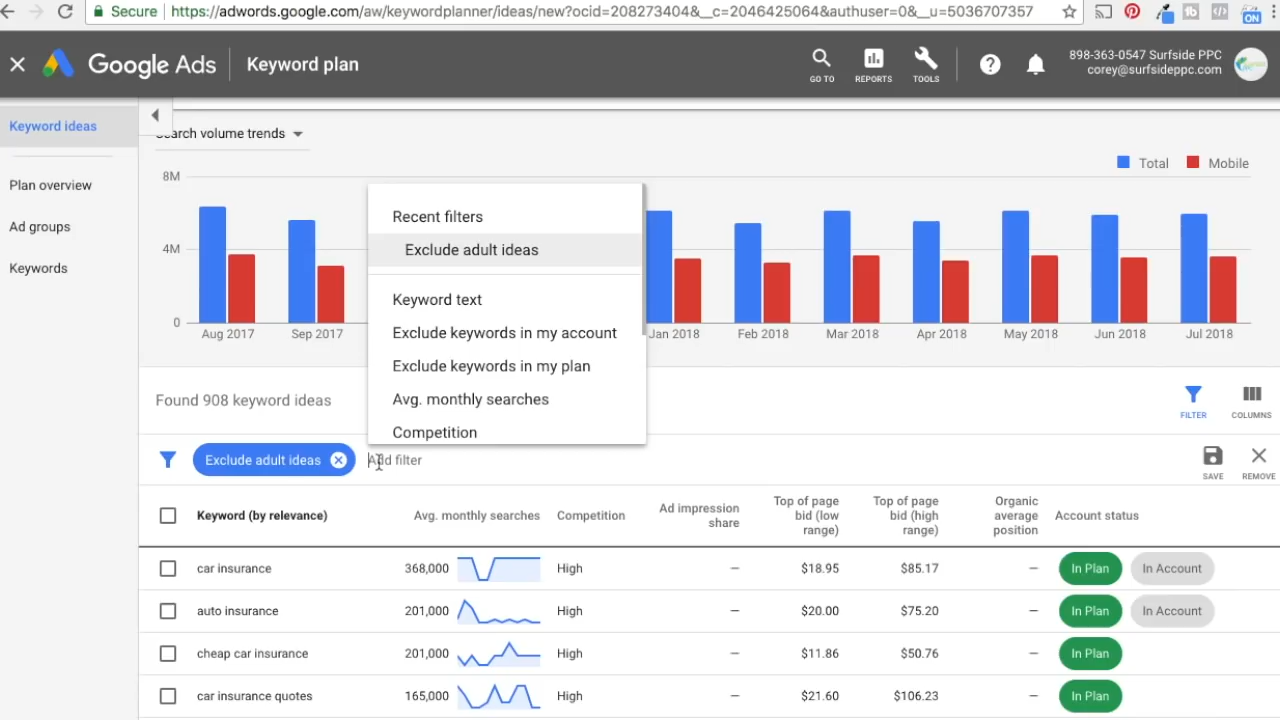 Secure
https://adwords.google.com/aw/keywordplanner/ideas/new?ocid=208273404&__c=2046425064&authuser=0&__u=5036707357
ON
Google Ads
Keyword plan
GO TO
REPORTS
TOOLS
898-363-0547 Surfside PPC
corey@surfsideppc.com
Keyword ideas
Plan overview
Ad groups
Keywords
earch volume trends
Total
Mobile
8M
4M
0
Aug 2017
Sep 2017
Jan 2018
Feb 2018
Mar 2018
Apr 2018
May 2018
Jun 2018
Jul 2018
Recent filters
Exclude adult ideas
Keyword text
Exclude keywords in my account
Exclude keywords in my plan
Avg. monthly searches
Competition
Found 908 keyword ideas
FILTER
COLUMNS
Exclude adult ideas
Add filter
SAVE
REMOVE
Keyword (by relevance)
Avg. monthly searches
Competition
Ad impression
share
Top of page
bid (low
range)
Top of page
bid (high
range)
Organic
average
position
Account status
car insurance 368,000 High – $18.95 $85.17 – In Plan In Account
auto insurance 201,000 High – $20.00 $75.20 – In Plan In Account
cheap car insurance 201,000 High – $11.86 $50.76 – In Plan
car insurance quotes 165,000 High – $21.60 $106.23 – In Plan